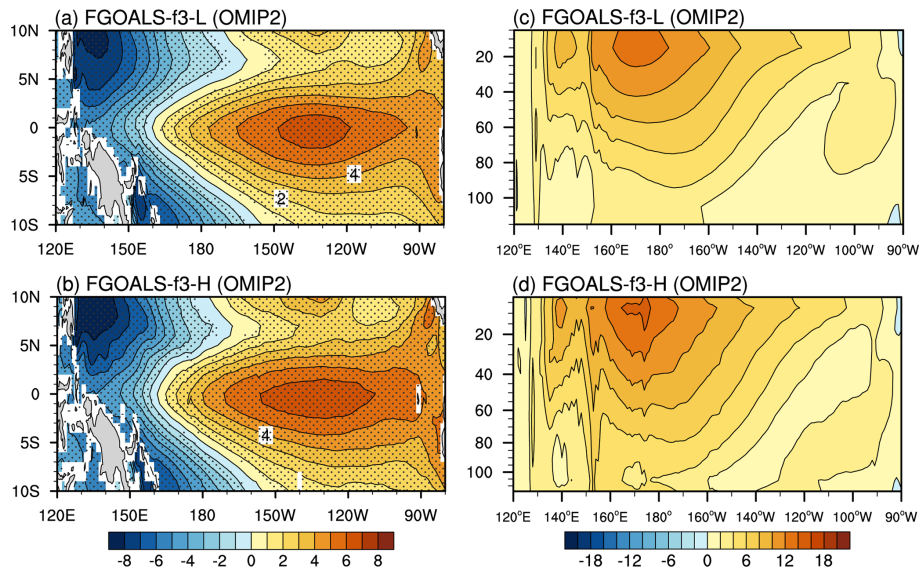 (a) FGOALS-f3-L (OMIP2)
10N
5N
0
5S
10S
4
2
120E 150E 180 150W 120W 90W
(c) FGOALS-f3-L (OMIP2)
20
40
60
80
100
120°E 140°E 160°E 180°W 160°W 140°W 120°W 100°W 90W
(b) FGOALS-f3-H (OMIP2)
10N
5N
0
5S
10S
4
120E 150E 180 150W 120W 90W
(d) FGOALS-f3-H (OMIP2)
20
40
60
80
100
120°E 140°E 160°E 180°W 160°W 140°W 120°W 100°W 90W
-8 -6 -4 -2 0 2 4 6 8
-18 -12 -6 0 6 12 18